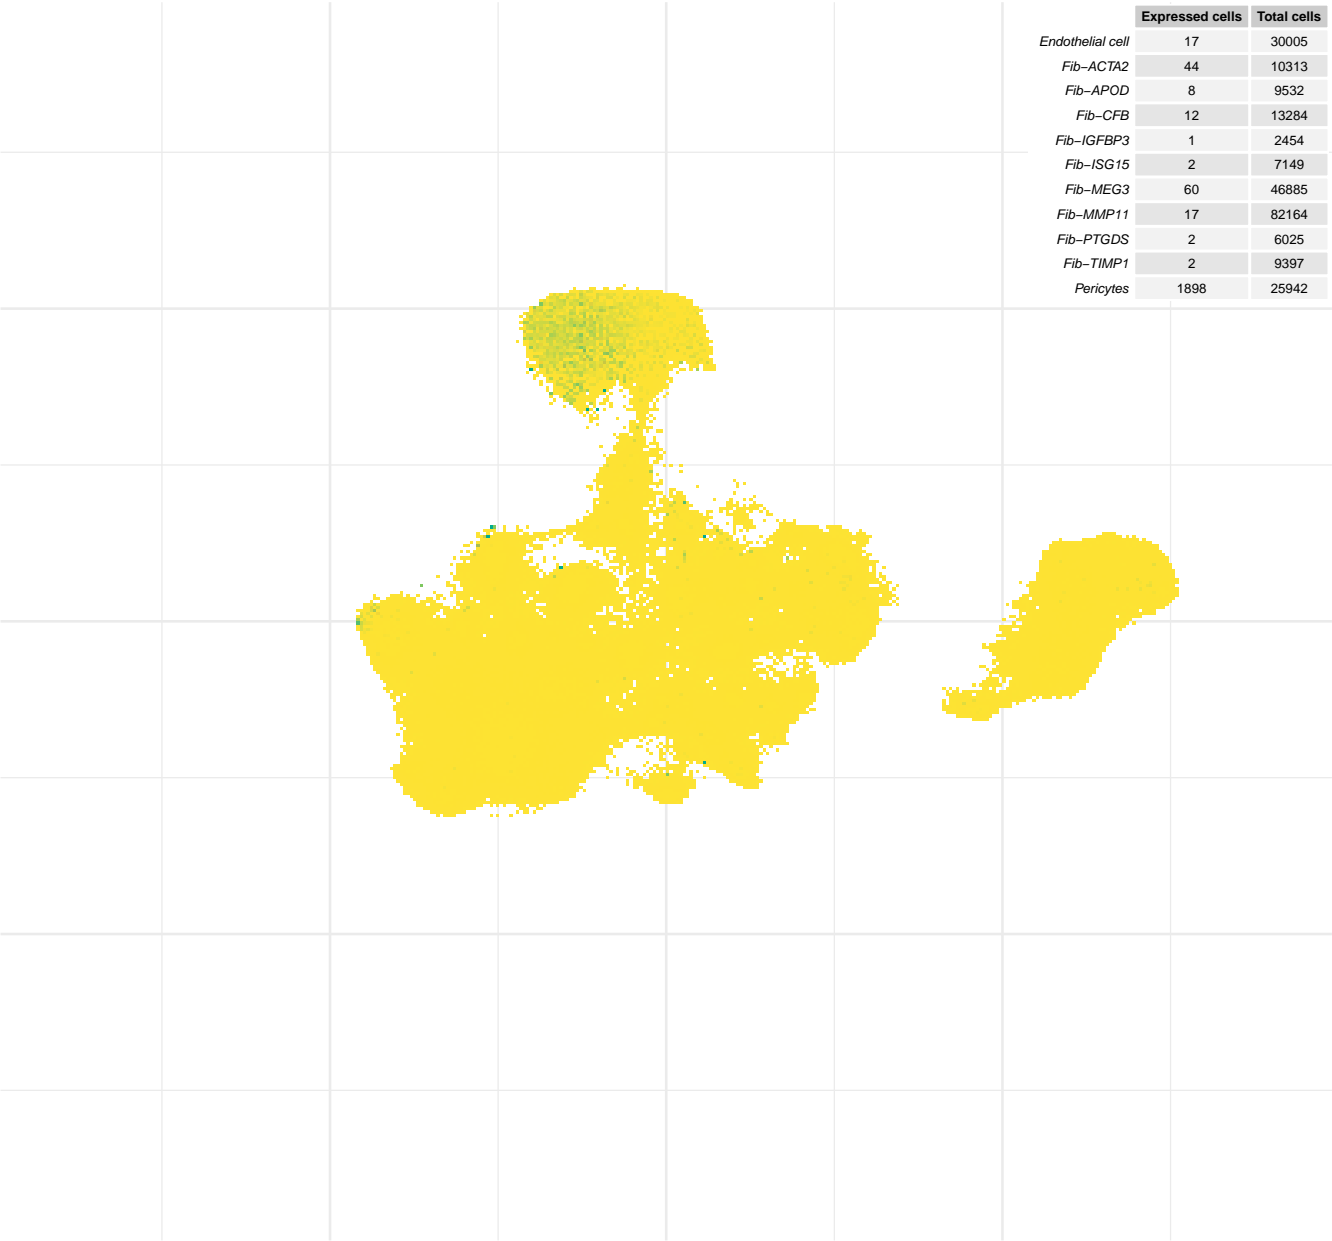 Expressed cells Total cells
Endothelial cell 17 30005
Fib−ACTA2 44 10313
Fib−APOD 8 9532
Fib−CFB 12 13284
Fib−IGFBP3 1 2454
Fib−ISG15 2 7149
Fib−MEG3 60 46885
Fib−MMP11 17 82164
Fib−PTGDS 2 6025
Fib−TIMP1 2 9397
Pericytes 1898 25942